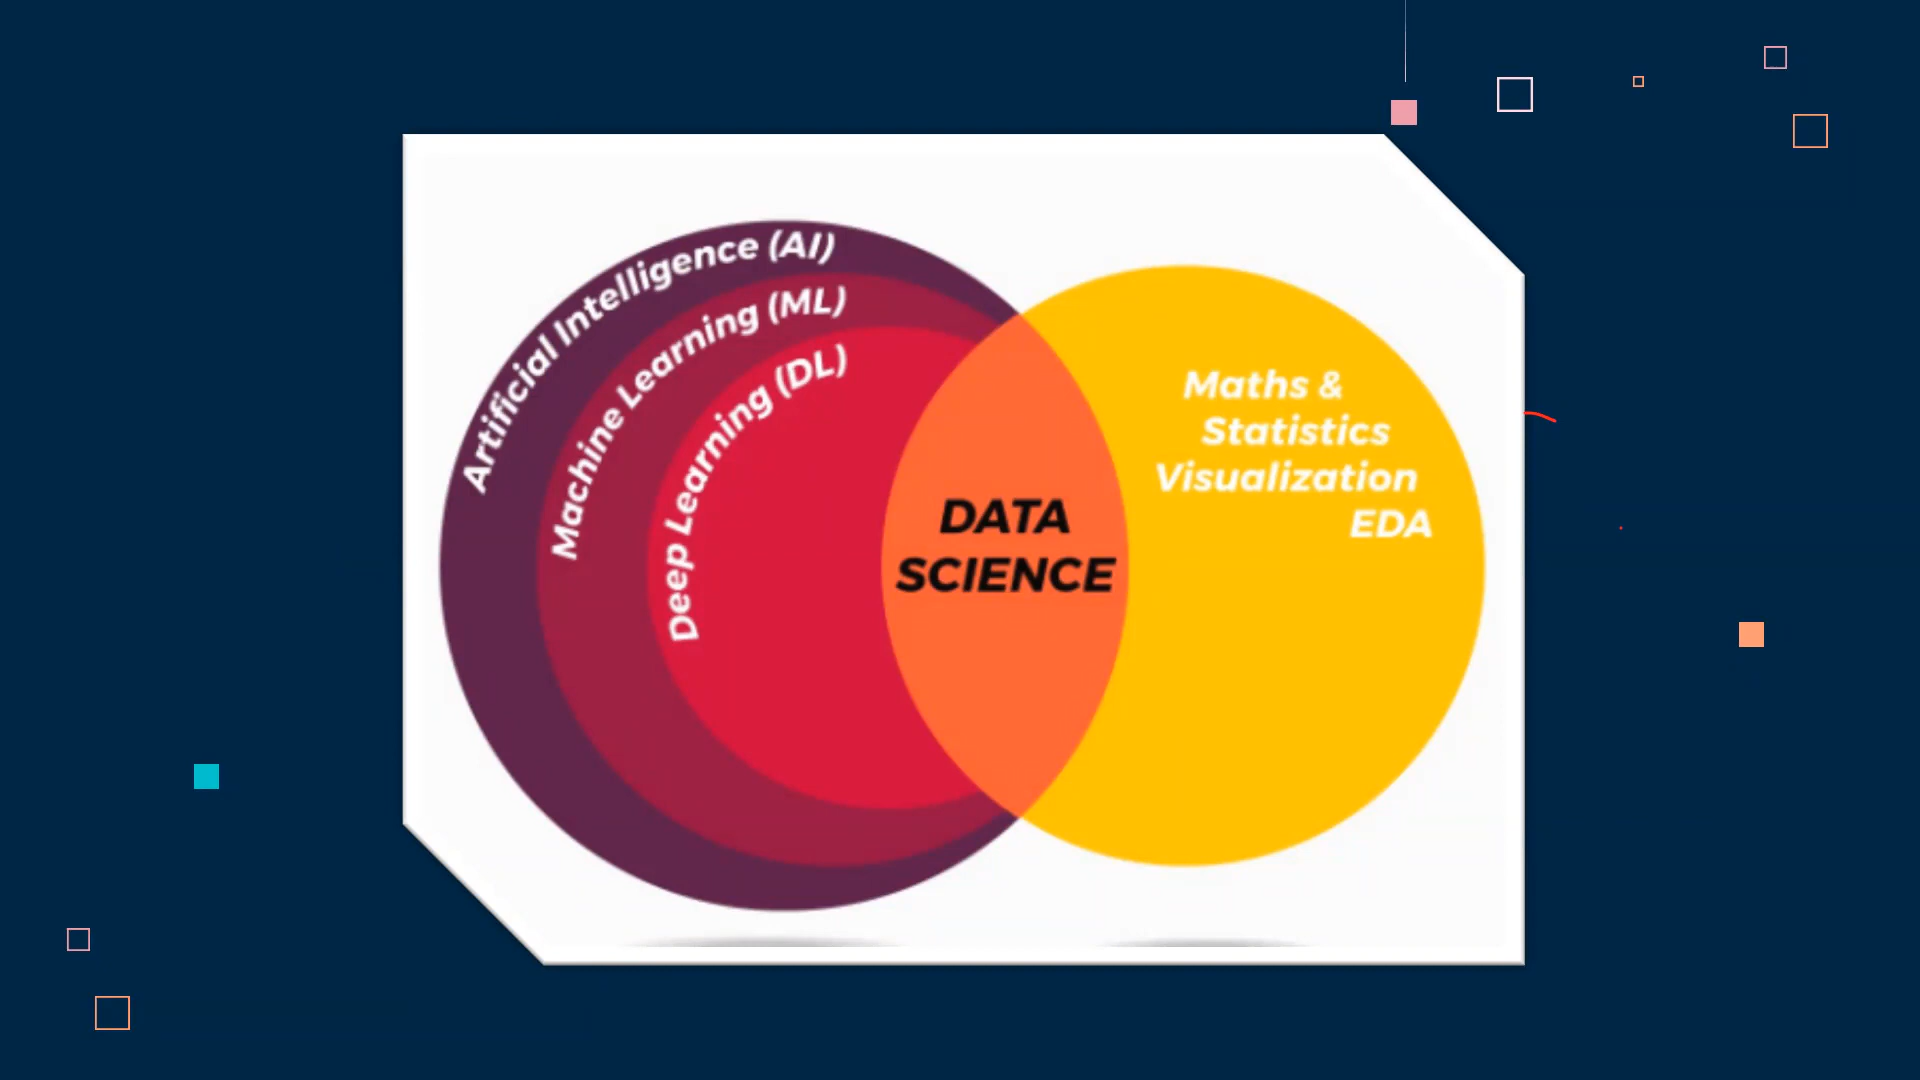 Artificial Intelligence (AI)
Machine Learning (ML)
Deep Learning (DL)
DATA
SCIENCE
Maths &
Statistics
Visualization
EDA